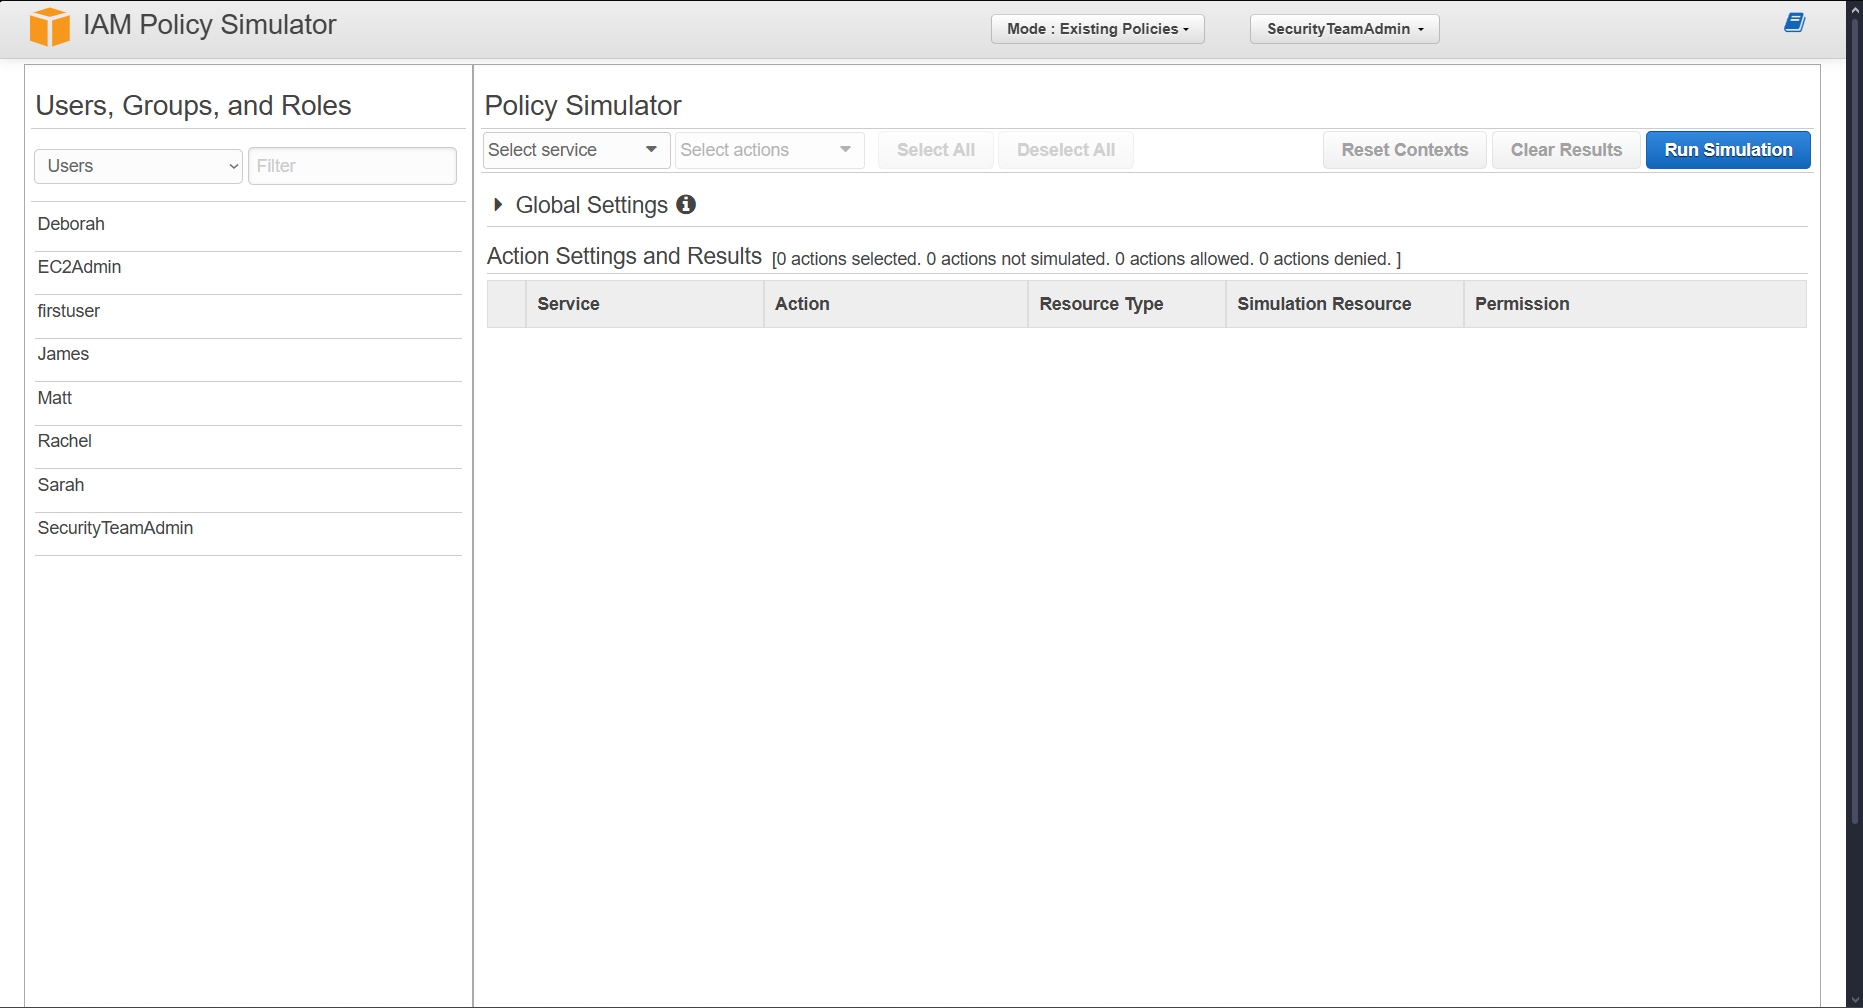 IAM Policy Simulator
Mode : Existing Policies
SecurityTeamAdmin
Users, Groups, and Roles
Users
Filter
Deborah
EC2Admin
firstuser
James
Matt
Rachel
Sarah
SecurityTeamAdmin
Policy Simulator
Select service
Select actions
Select All
Deselect All
Reset Contexts
Clear Results
Run Simulation
Global Settings
Action Settings and Results [0 actions selected. 0 actions not simulated. 0 actions allowed. 0 actions denied. ]
Service Action Resource Type Simulation Resource Permission